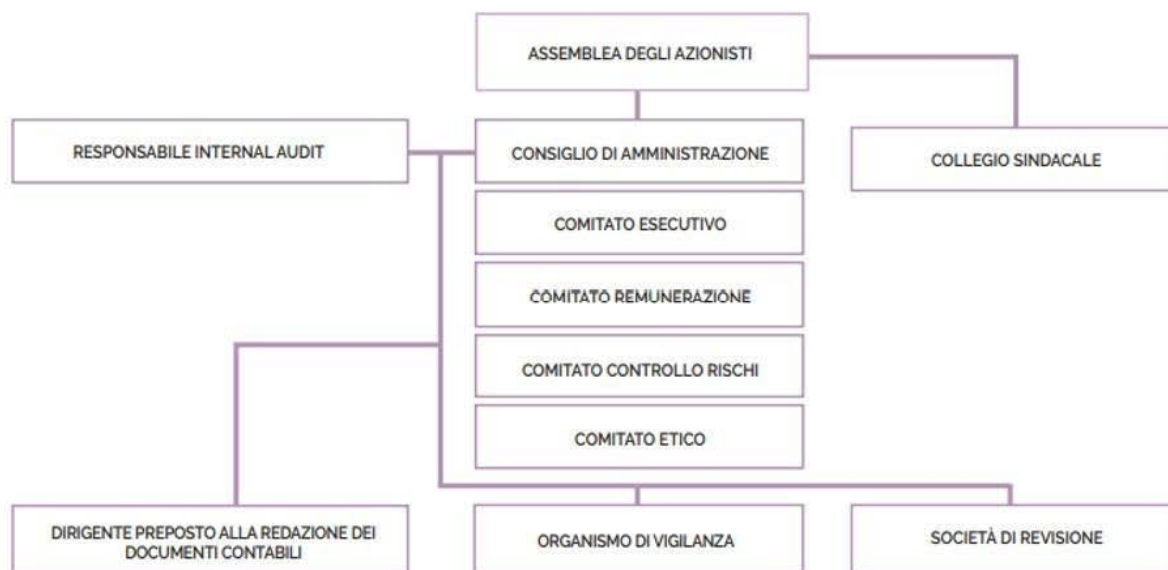 ASSEMBLEA DEGLI AZIONISTI
RESPONSABILE INTERNAL AUDIT
CONSIGLIO DI AMMINISTRAZIONE
COLLEGIO SINDACALE
COMITATO ESECUTIVO
COMITATO REMUNERAZIONE
COMITATO CONTROLLO RISCHI
COMITATO ETICO
DIRIGENTE PREPOSTO ALLA REDAZIONE DEI
DOCUMENTI CONTABILI
ORGANISMO DI VIGILANZA
SOCIETÀ DI REVISIONE